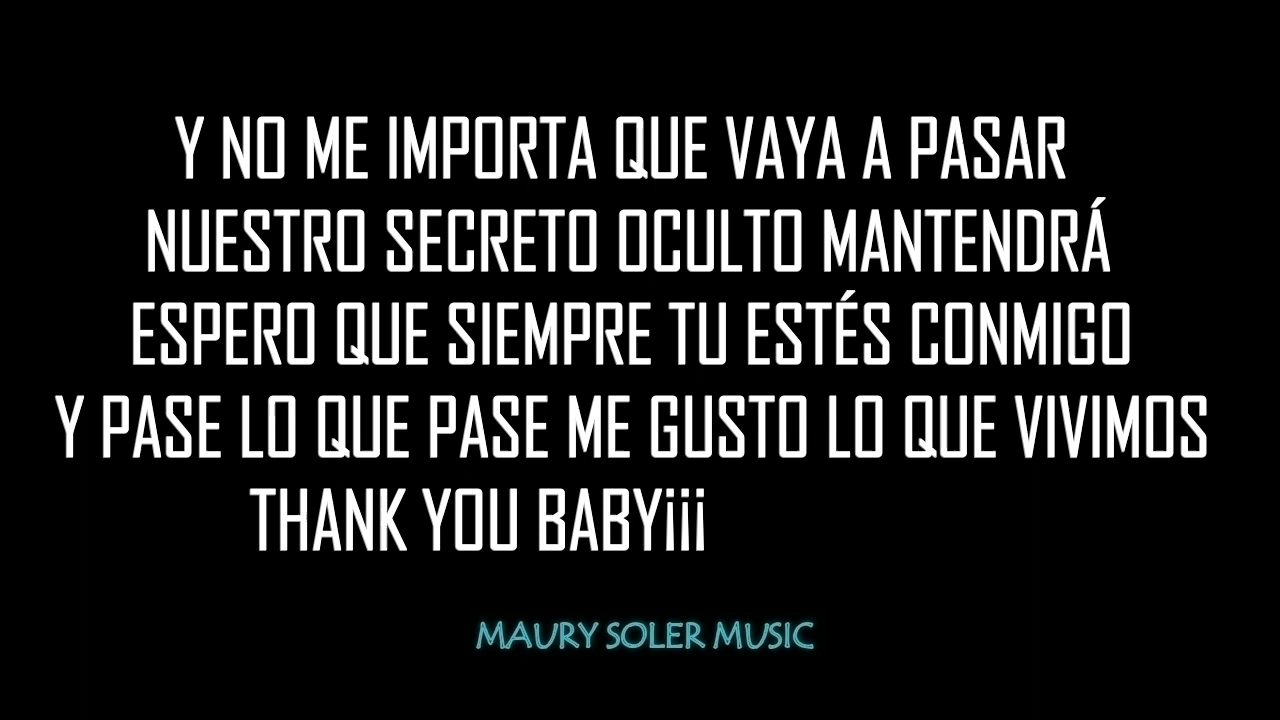 Y NO ME IMPORTA QUE VAYA A PASAR
NUESTRO SECRETO OCULTO MANTENDRÁ
ESPERO QUE SIEMPRE TU ESTÉS CONMIGO
Y PASE LO QUE PASE ME GUSTO LO QUE VIVIMOS
THANK YOU BABY¡¡¡
MAURY SOLER MUSIC